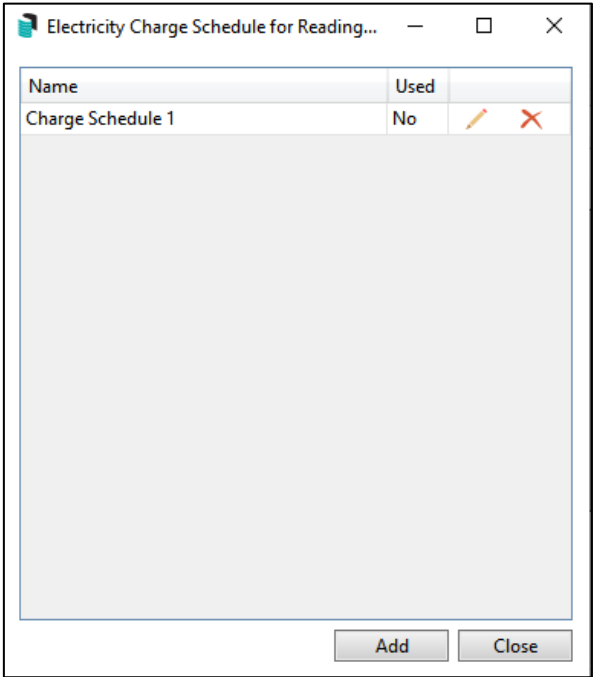 Electricity Charge Schedule for Reading...
Name Used
Charge Schedule 1 No
Add Close